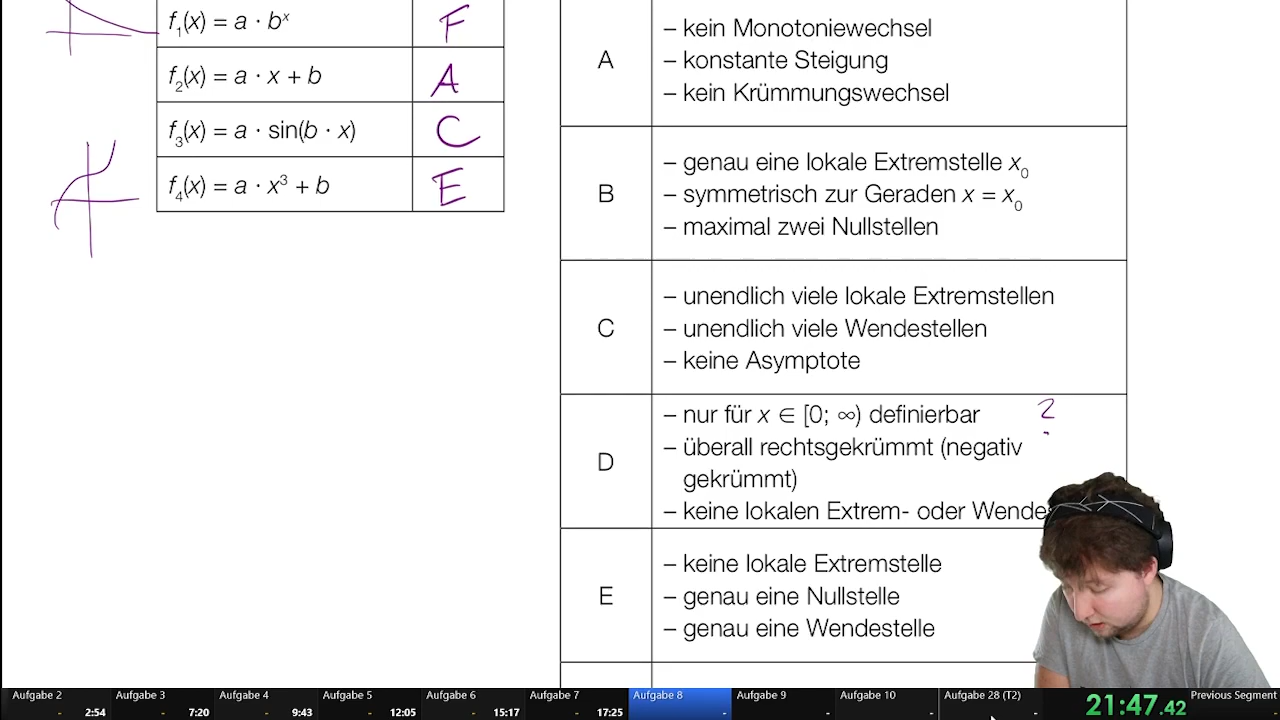 f₁(x) = a · bˣ
F
f₂(x) = a · x + b
A
f₃(x) = a · sin(b · x)
C
f₄(x) = a · x³ + b
E
A
– kein Monotoniewechsel
– konstante Steigung
– kein Krümmungswechsel
B
– genau eine lokale Extremstelle x₀
– symmetrisch zur Geraden x = x₀
– maximal zwei Nullstellen
C
– unendlich viele lokale Extremstellen
– unendlich viele Wendestellen
– keine Asymptote
D
– nur für x ∈ [0; ∞) definierbar
?
– überall rechtsgekrümmt (negativ
gekrümmt)
– keine lokalen Extrem- oder Wende
E
– keine lokale Extremstelle
– genau eine Nullstelle
– genau eine Wendestelle
Aufgabe 2 Aufgabe 3 Aufgabe 4 Aufgabe 5 Aufgabe 6 Aufgabe 7 Aufgabe 8 Aufgabe 9 Aufgabe 10 Aufgabe 28 (T2) 21:47.42 Previous Segment
- 2:54 - 7:20 - 9:43 - 12:05 - 15:17 - 17:25 - - - - -